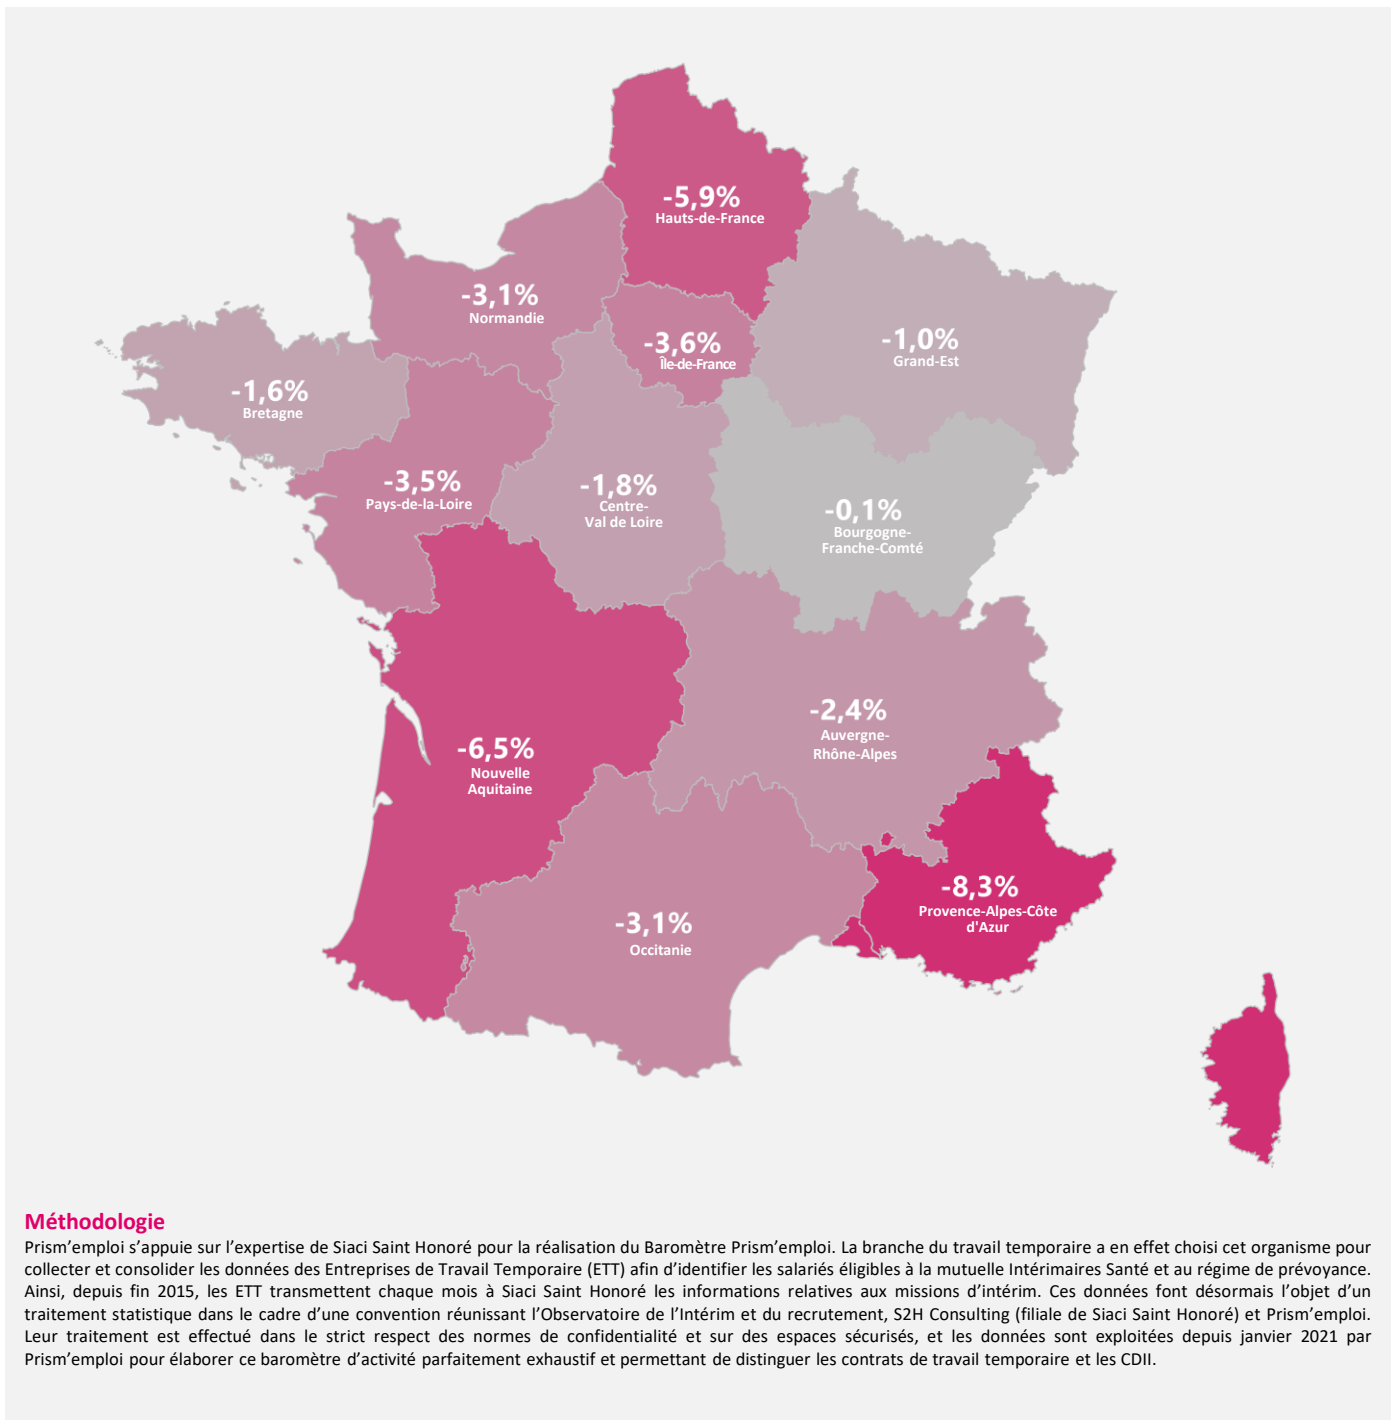 -5,9%
Hauts-de-France
-3,1%
Normandie
-3,6%
Île-de-France
-1,0%
Grand-Est
-1,6%
Bretagne
-3,5%
Pays-de-la-Loire
-1,8%
Centre-
Val de Loire
-0,1%
Bourgogne-
Franche-Comté
-2,4%
Auvergne-
Rhône-Alpes
-6,5%
Nouvelle
Aquitaine
-8,3%
Provence-Alpes-Côte
d'Azur
-3,1%
Occitanie
Méthodologie
Prism’emploi s’appuie sur l’expertise de Siaci Saint Honoré pour la réalisation du Baromètre Prism’emploi. La branche du travail temporaire a en effet choisi cet organisme pour
collecter et consolider les données des Entreprises de Travail Temporaire (ETT) afin d’identifier les salariés éligibles à la mutuelle Intérimaires Santé et au régime de prévoyance.
Ainsi, depuis fin 2015, les ETT transmettent chaque mois à Siaci Saint Honoré les informations relatives aux missions d’intérim. Ces données font désormais l’objet d’un
traitement statistique dans le cadre d’une convention réunissant l’Observatoire de l’Intérim et du recrutement, S2H Consulting (filiale de Siaci Saint Honoré) et Prism’emploi.
Leur traitement est effectué dans le strict respect des normes de confidentialité et sur des espaces sécurisés, et les données sont exploitées depuis janvier 2021 par
Prism’emploi pour élaborer ce baromètre d’activité parfaitement exhaustif et permettant de distinguer les contrats de travail temporaire et les CDII.